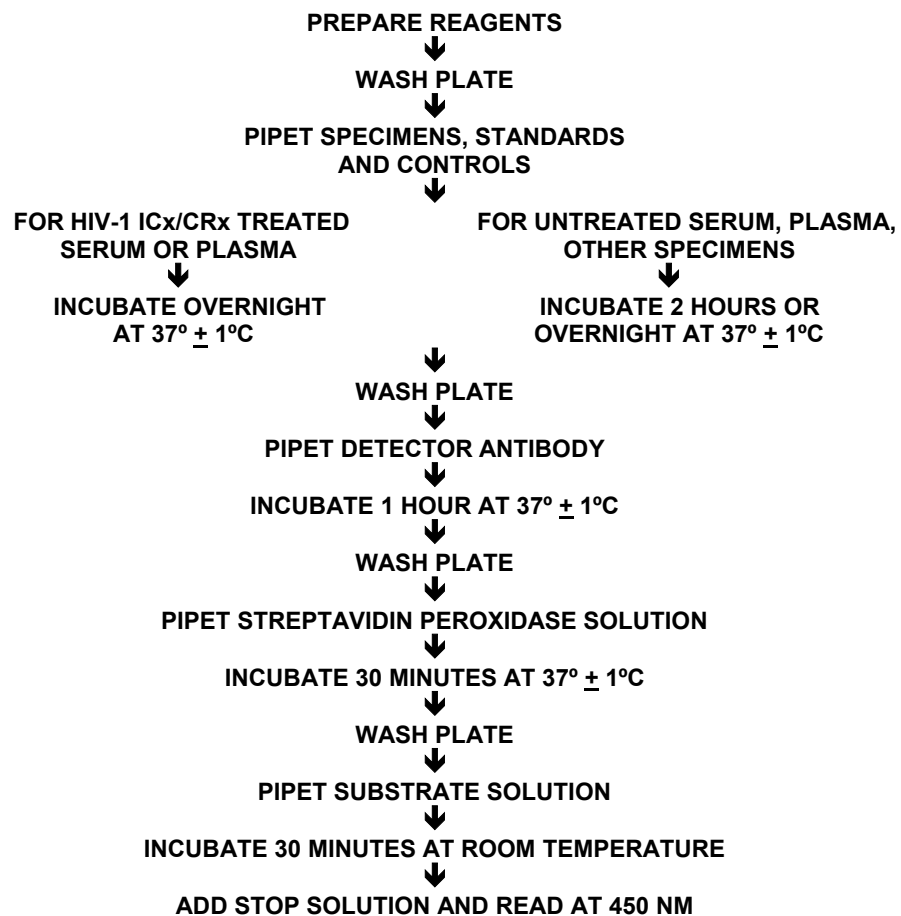 PREPARE REAGENTS
WASH PLATE
PIPET SPECIMENS, STANDARDS
AND CONTROLS
FOR HIV-1 ICx/CRx TREATED
SERUM OR PLASMA
INCUBATE OVERNIGHT
AT 37º ± 1ºC
FOR UNTREATED SERUM, PLASMA,
OTHER SPECIMENS
INCUBATE 2 HOURS OR
OVERNIGHT AT 37º ± 1ºC
WASH PLATE
PIPET DETECTOR ANTIBODY
INCUBATE 1 HOUR AT 37º ± 1ºC
WASH PLATE
PIPET STREPTAVIDIN PEROXIDASE SOLUTION
INCUBATE 30 MINUTES AT 37º ± 1ºC
WASH PLATE
PIPET SUBSTRATE SOLUTION
INCUBATE 30 MINUTES AT ROOM TEMPERATURE
ADD STOP SOLUTION AND READ AT 450 NM